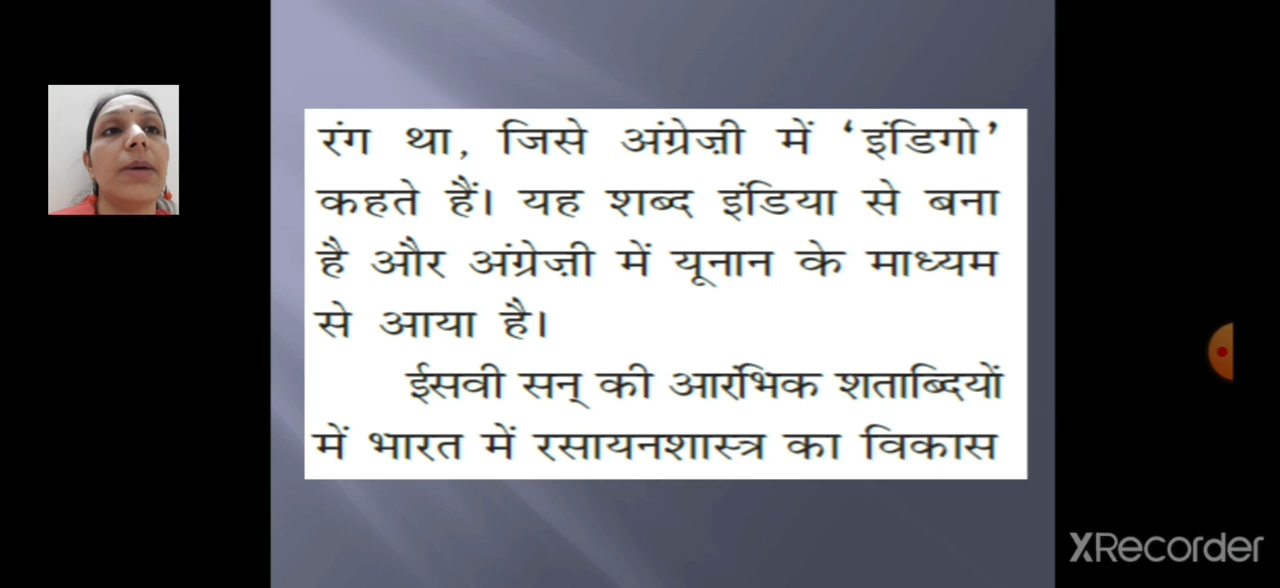 रंग था, जिसे अंग्रेज़ी में ‘इंडिगो’
कहते हैं। यह शब्द इंडिया से बना
है और अंग्रेज़ी में यूनान के माध्यम
से आया है।
ईसवी सन् की आरंभिक शताब्दियों
में भारत में रसायनशास्त्र का विकास
XRecorder